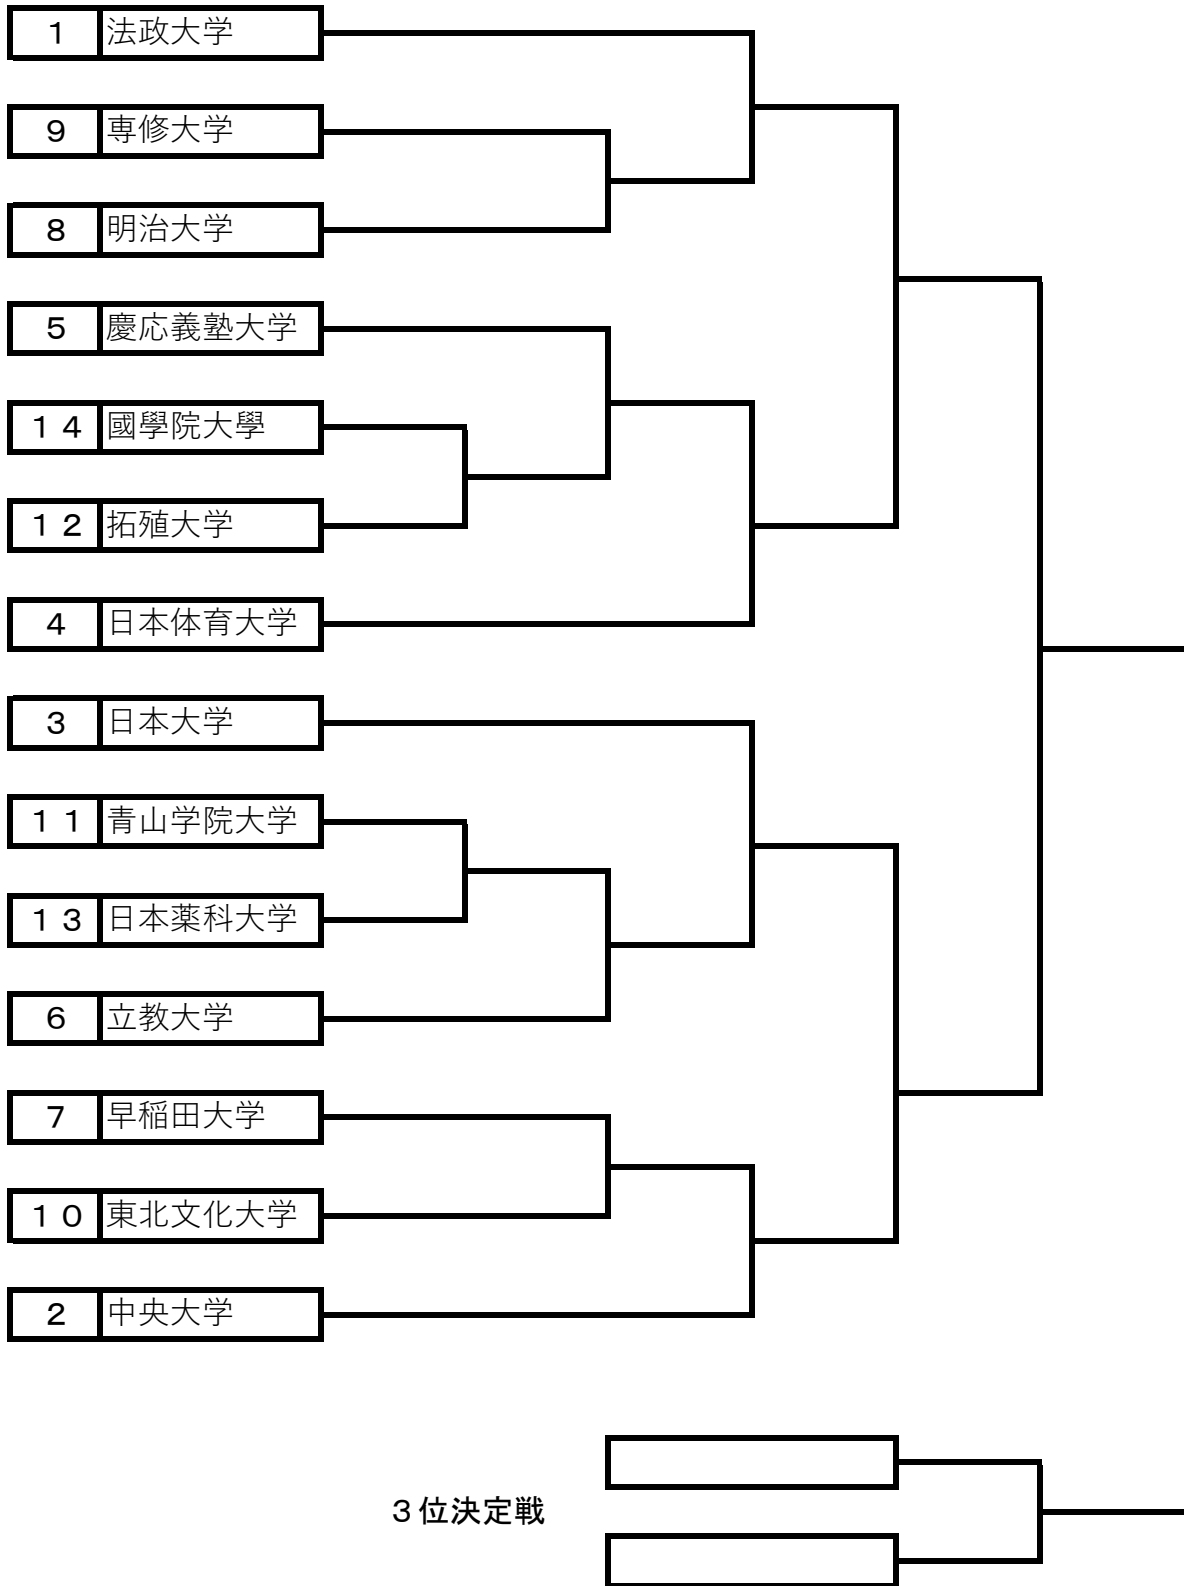 １ 法政大学
９ 専修大学
８ 明治大学
５ 慶応義塾大学
１４ 國學院大學
１２ 拓殖大学
４ 日本体育大学
３ 日本大学
１１ 青山学院大学
１３ 日本薬科大学
６ 立教大学
７ 早稲田大学
１０ 東北文化大学
２ 中央大学
３位決定戦